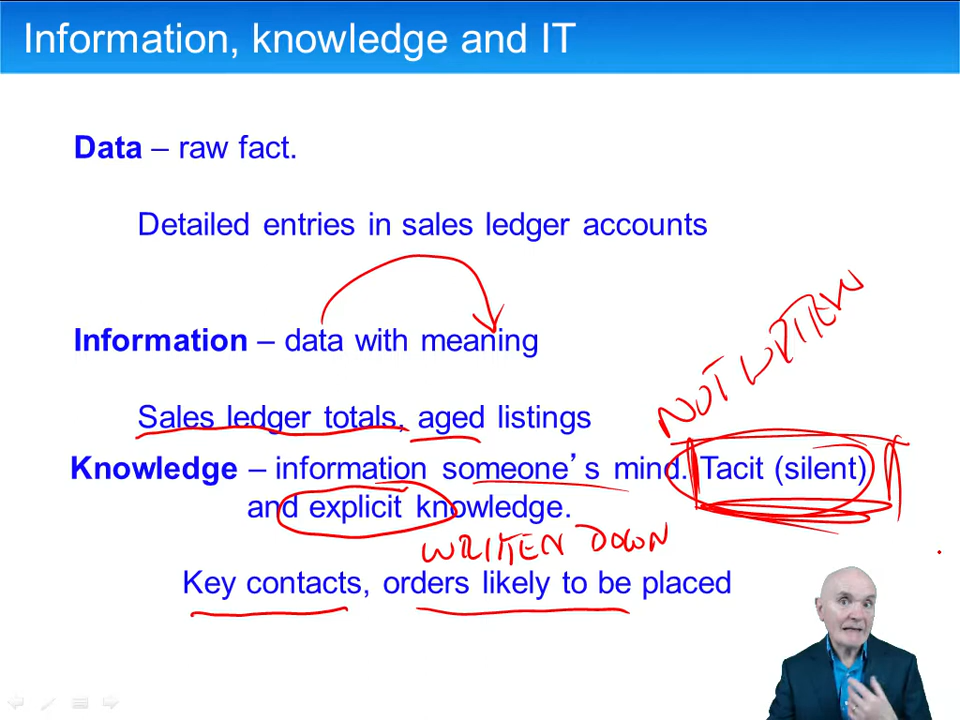 Information, knowledge and IT
Data – raw fact.
Detailed entries in sales ledger accounts
Information – data with meaning
NOT WRITTEN
Sales ledger totals, aged listings
Knowledge – information someone's mind. Tacit (silent)
and explicit knowledge.
WRITTEN DOWN
Key contacts, orders likely to be placed